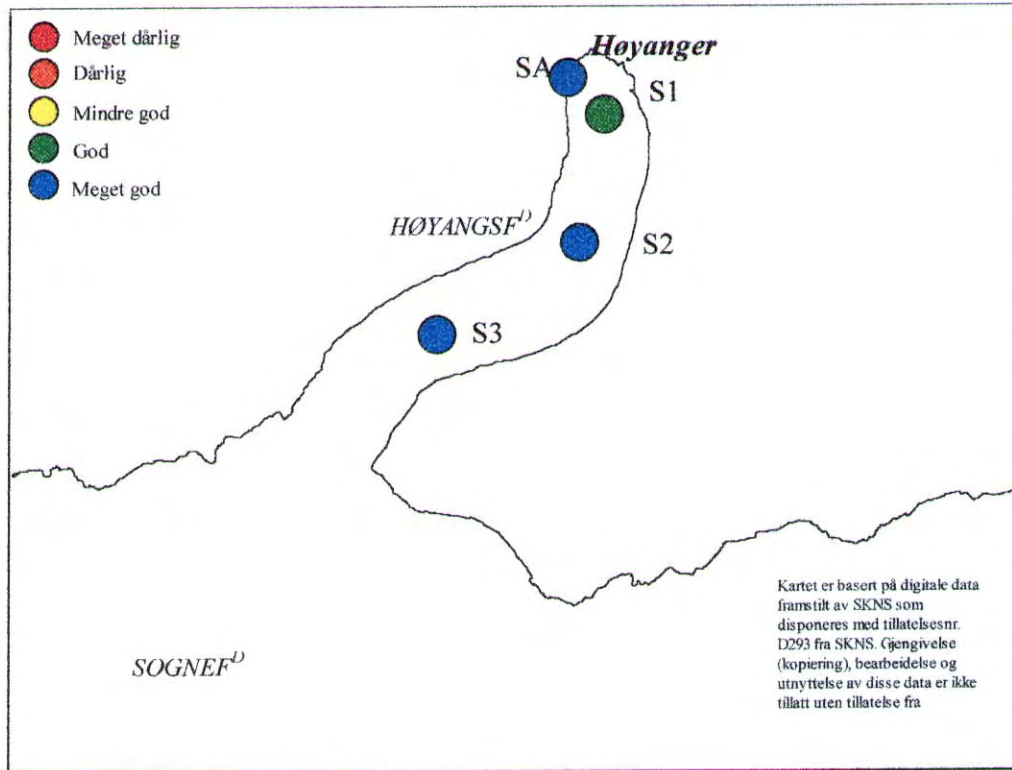 Meget dårlig
Dårlig
Mindre god
God
Meget god
Høyanger
SA
S1
HØYANGSFᴰ
S2
S3
SOGNEFᴰ
Kartet er basert på digitale data
framstilt av SKNS som
disponeres med tillatelsesnr.
D293 fra SKNS. Gjengivelse
(kopiering), bearbeidelse og
utnyttelse av disse data er ikke
tillatt uten tillatelse fra